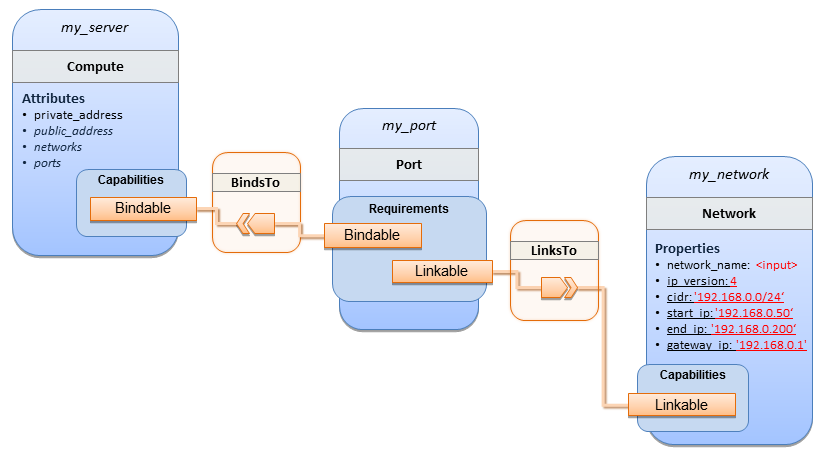 my_server
Compute
Attributes
• private_address
• public_address
• networks
• ports
Capabilities
Bindable
BindsTo
my_port
Port
Requirements
Bindable
Linkable
LinksTo
my_network
Network
Properties
• network_name: <input>
• ip_version: 4
• cidr: '192.168.0.0/24‘
• start_ip: '192.168.0.50‘
• end_ip: '192.168.0.200‘
• gateway_ip: '192.168.0.1'
Capabilities
Linkable